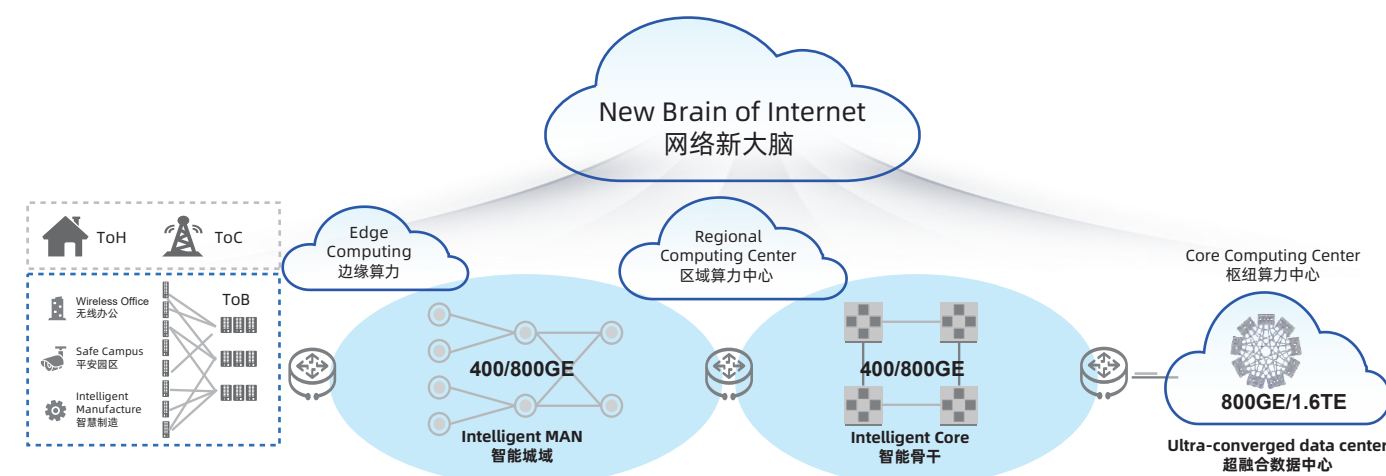 New Brain of Internet
网络新大脑
ToH
ToC
Edge
Computing
边缘算力
Regional
Computing Center
区域算力中心
Core Computing Center
枢纽算力中心
Wireless Office
无线办公
ToB
Safe Campus
平安园区
Intelligent
Manufacture
智慧制造
400/800GE
Intelligent MAN
智能城域
400/800GE
Intelligent Core
智能骨干
800GE/1.6TE
Ultra-converged data center
超融合数据中心